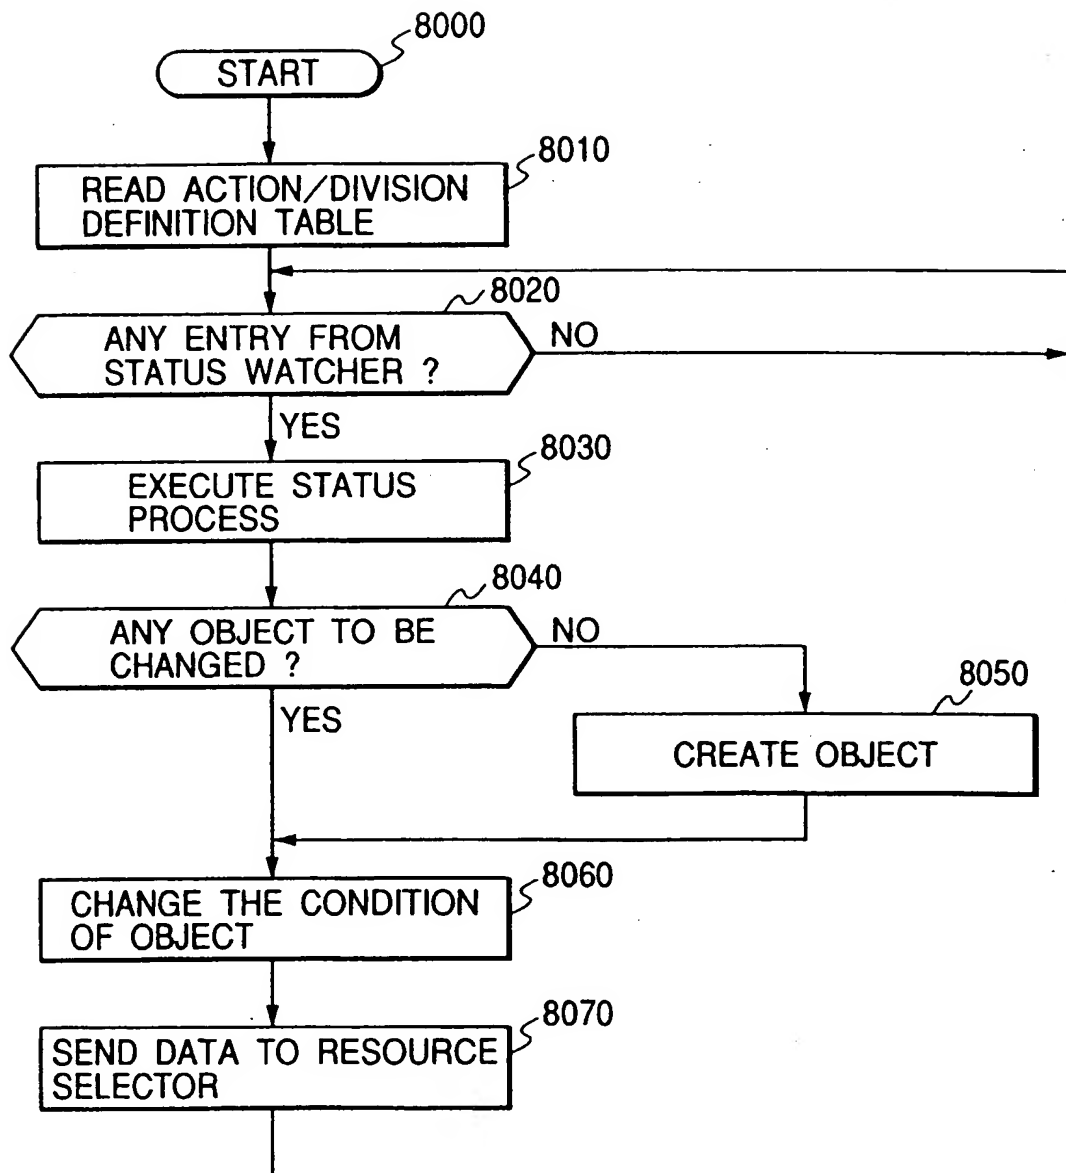 8000
START
8010
READ ACTION/DIVISION
DEFINITION TABLE
8020
ANY ENTRY FROM
STATUS WATCHER ?
NO
YES
8030
EXECUTE STATUS
PROCESS
8040
ANY OBJECT TO BE
CHANGED ?
NO
YES
8050
CREATE OBJECT
8060
CHANGE THE CONDITION
OF OBJECT
8070
SEND DATA TO RESOURCE
SELECTOR